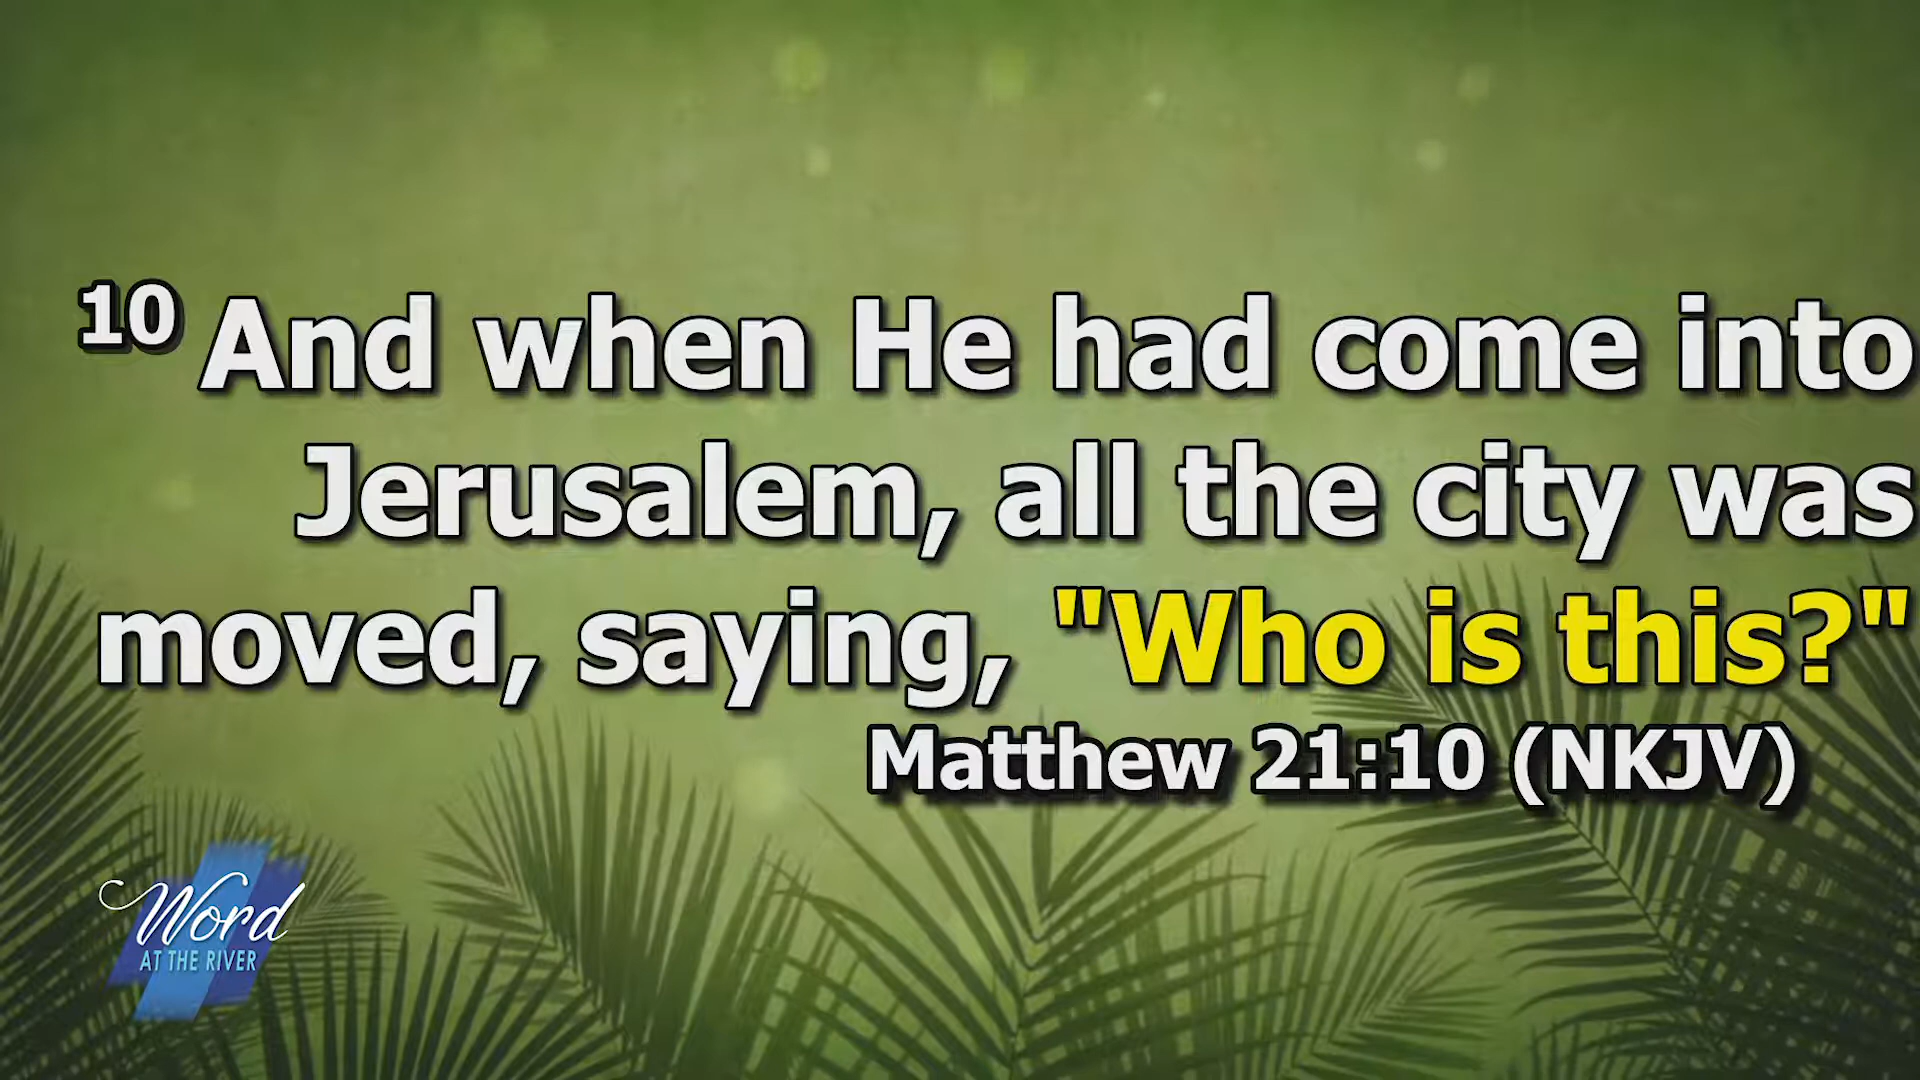 10 And when He had come into
Jerusalem, all the city was
moved, saying, "Who is this?"
Matthew 21:10 (NKJV)
Word
AT THE RIVER